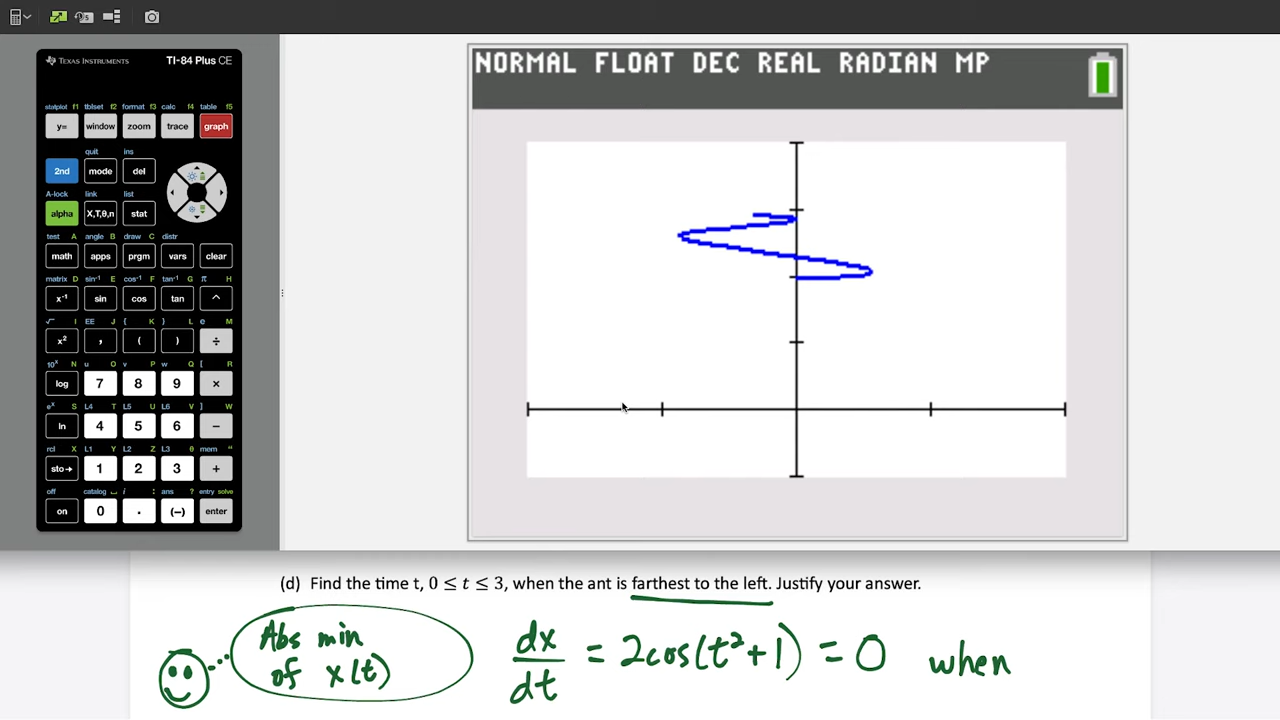 NORMAL FLOAT DEC REAL RADIAN MP
TEXAS INSTRUMENTS TI-84 Plus CE
statplot f1 tblset f2 format f3 calc f4 table f5
y= window zoom trace graph
quit ins
2nd mode del
A-lock link list
alpha X,T,θ,n stat
test A angle B draw C distr
math apps prgm vars clear
matrix D sin⁻¹ E cos⁻¹ F tan⁻¹ G π H
x⁻¹ sin cos tan ^
√ I EE J { K } L e M
x² , ( ) ÷
10ˣ N u O v P w Q [ R
log 7 8 9 ×
eˣ S L4 T L5 U L6 V ] W
ln 4 5 6 −
rcl X L1 Y L2 Z L3 θ mem "
sto→ 1 2 3 +
off catalog ␣ i : ans ? entry solve
on 0 . (−) enter
(d) Find the time t, 0 ≤ t ≤ 3, when the ant is farthest to the left. Justify your answer.
Abs min
of x(t)
dx/dt = 2cos(t²+1) = 0 when